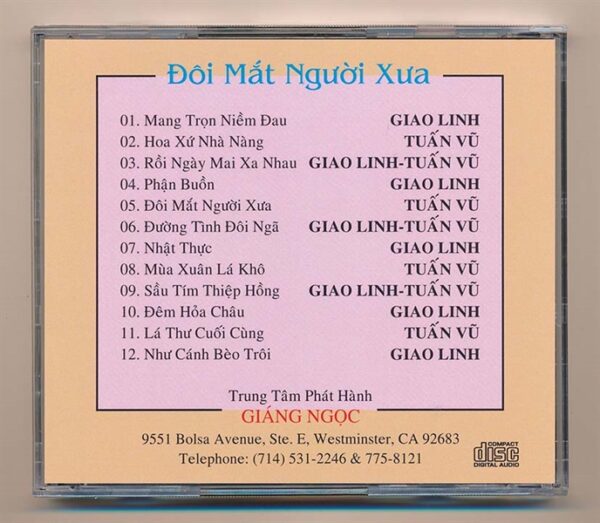 Đôi Mắt Người Xưa
01. Mang Trọn Niềm Đau GIAO LINH
02. Hoa Xứ Nhà Nàng TUẤN VŨ
03. Rồi Ngày Mai Xa Nhau GIAO LINH-TUẤN VŨ
04. Phận Buồn GIAO LINH
05. Đôi Mắt Người Xưa TUẤN VŨ
06. Đường Tình Đôi Ngã GIAO LINH-TUẤN VŨ
07. Nhật Thực GIAO LINH
08. Mùa Xuân Lá Khô TUẤN VŨ
09. Sầu Tím Thiệp Hồng GIAO LINH-TUẤN VŨ
10. Đêm Hỏa Châu GIAO LINH
11. Lá Thư Cuối Cùng TUẤN VŨ
12. Như Cánh Bèo Trôi GIAO LINH
Trung Tâm Phát Hành
GIÁNG NGỌC
9551 Bolsa Avenue, Ste. E, Westminster, CA 92683
Telephone: (714) 531-2246 & 775-8121
COMPACT
disc
DIGITAL AUDIO